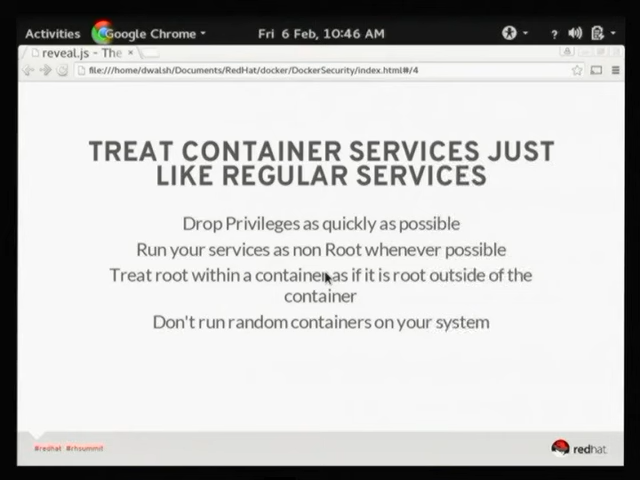 Activities Google Chrome Fri 6 Feb, 10:46 AM ?
reveal.js - The
file:///home/dwalsh/Documents/RedHat/docker/DockerSecurity/index.html#/4
TREAT CONTAINER SERVICES JUST
LIKE REGULAR SERVICES
Drop Privileges as quickly as possible
Run your services as non Root whenever possible
Treat root within a container as if it is root outside of the
container
Don't run random containers on your system
#redhat #rhsummit
redhat.